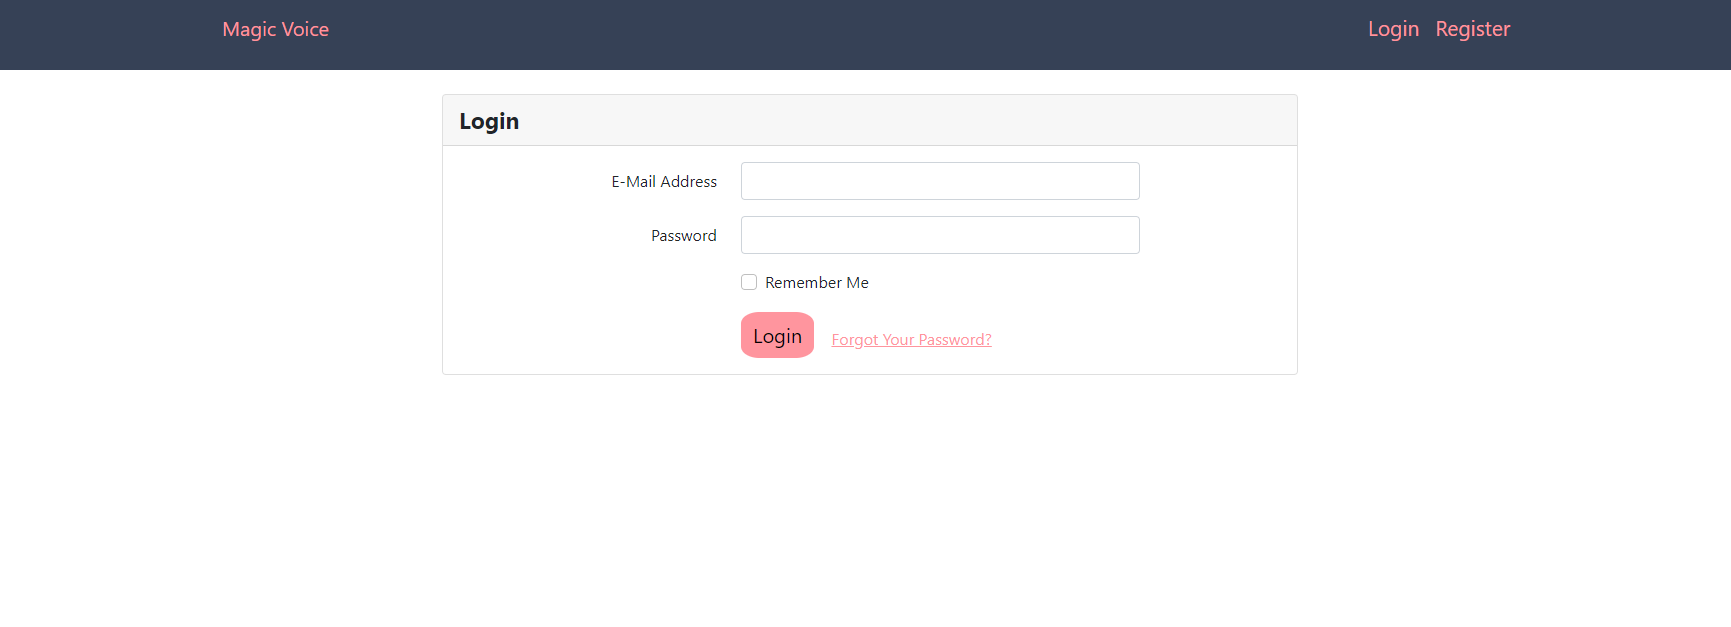 Magic Voice
Login Register
Login
E-Mail Address
Password
Remember Me
Login Forgot Your Password?